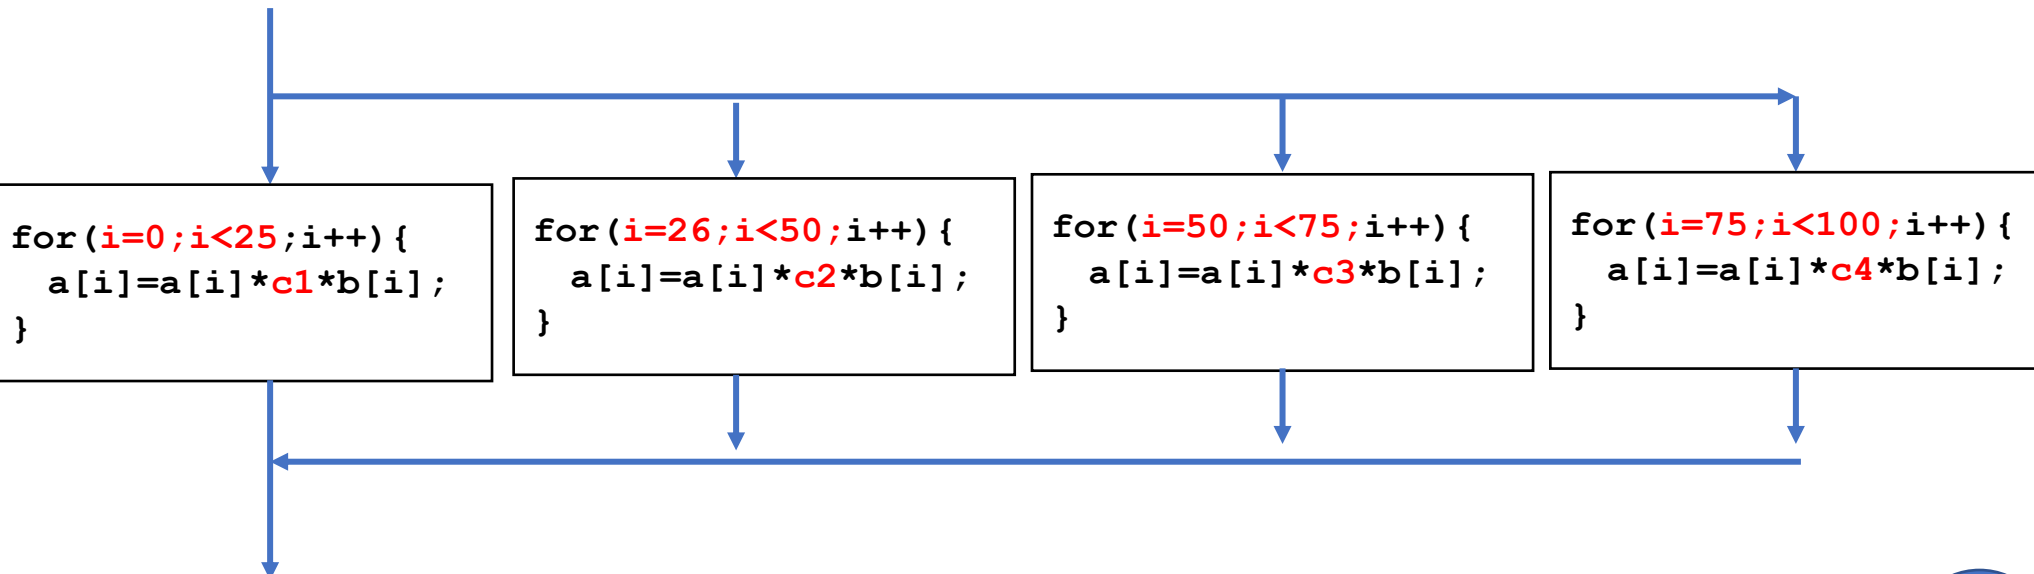 for(i=0;i<25;i++){
a[i]=a[i]*c1*b[i];
}
for(i=26;i<50;i++){
a[i]=a[i]*c2*b[i];
}
for(i=50;i<75;i++){
a[i]=a[i]*c3*b[i];
}
for(i=75;i<100;i++){
a[i]=a[i]*c4*b[i];
}